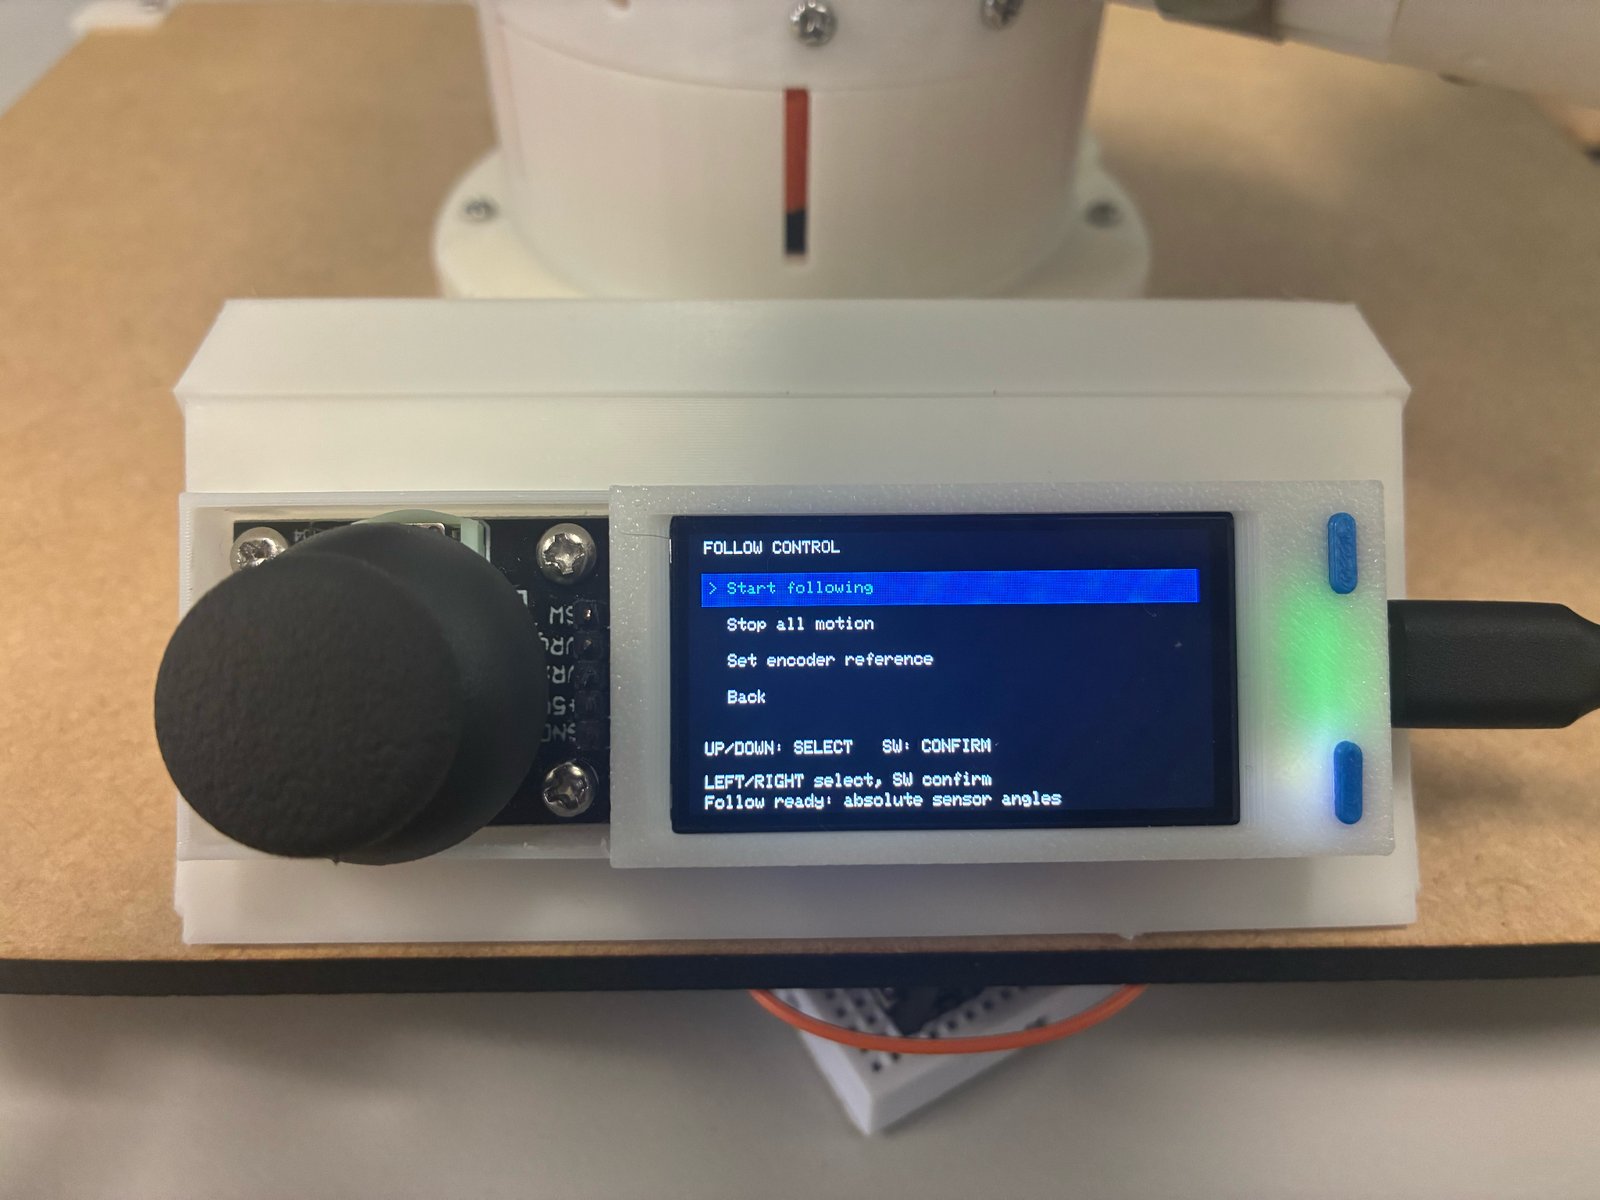 FOLLOW CONTROL
> Start following
Stop all motion
Set encoder reference
Back
UP/DOWN: SELECT SW: CONFIRM
LEFT/RIGHT select, SW confirm
Follow ready: absolute sensor angles
SW